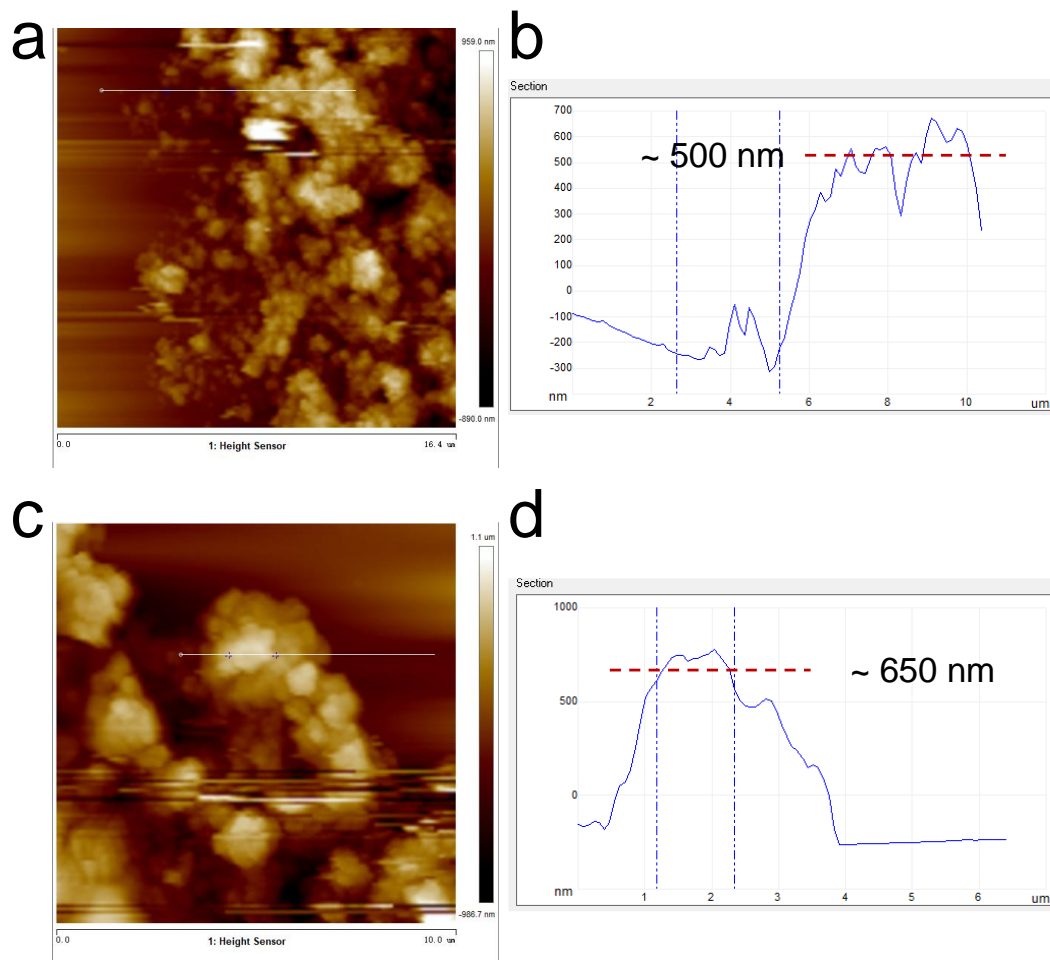 a
959.0 nm
-890.0 nm
0.0
1: Height Sensor
16.4 um
b
Section
700
600
~ 500 nm
500
400
300
200
100
0
-100
-200
-300
nm
2
4
6
8
10
um
c
1.1 um
-986.7 nm
0.0
1: Height Sensor
10.0 um
d
Section
1000
~ 650 nm
500
0
nm
1
2
3
4
5
6
um